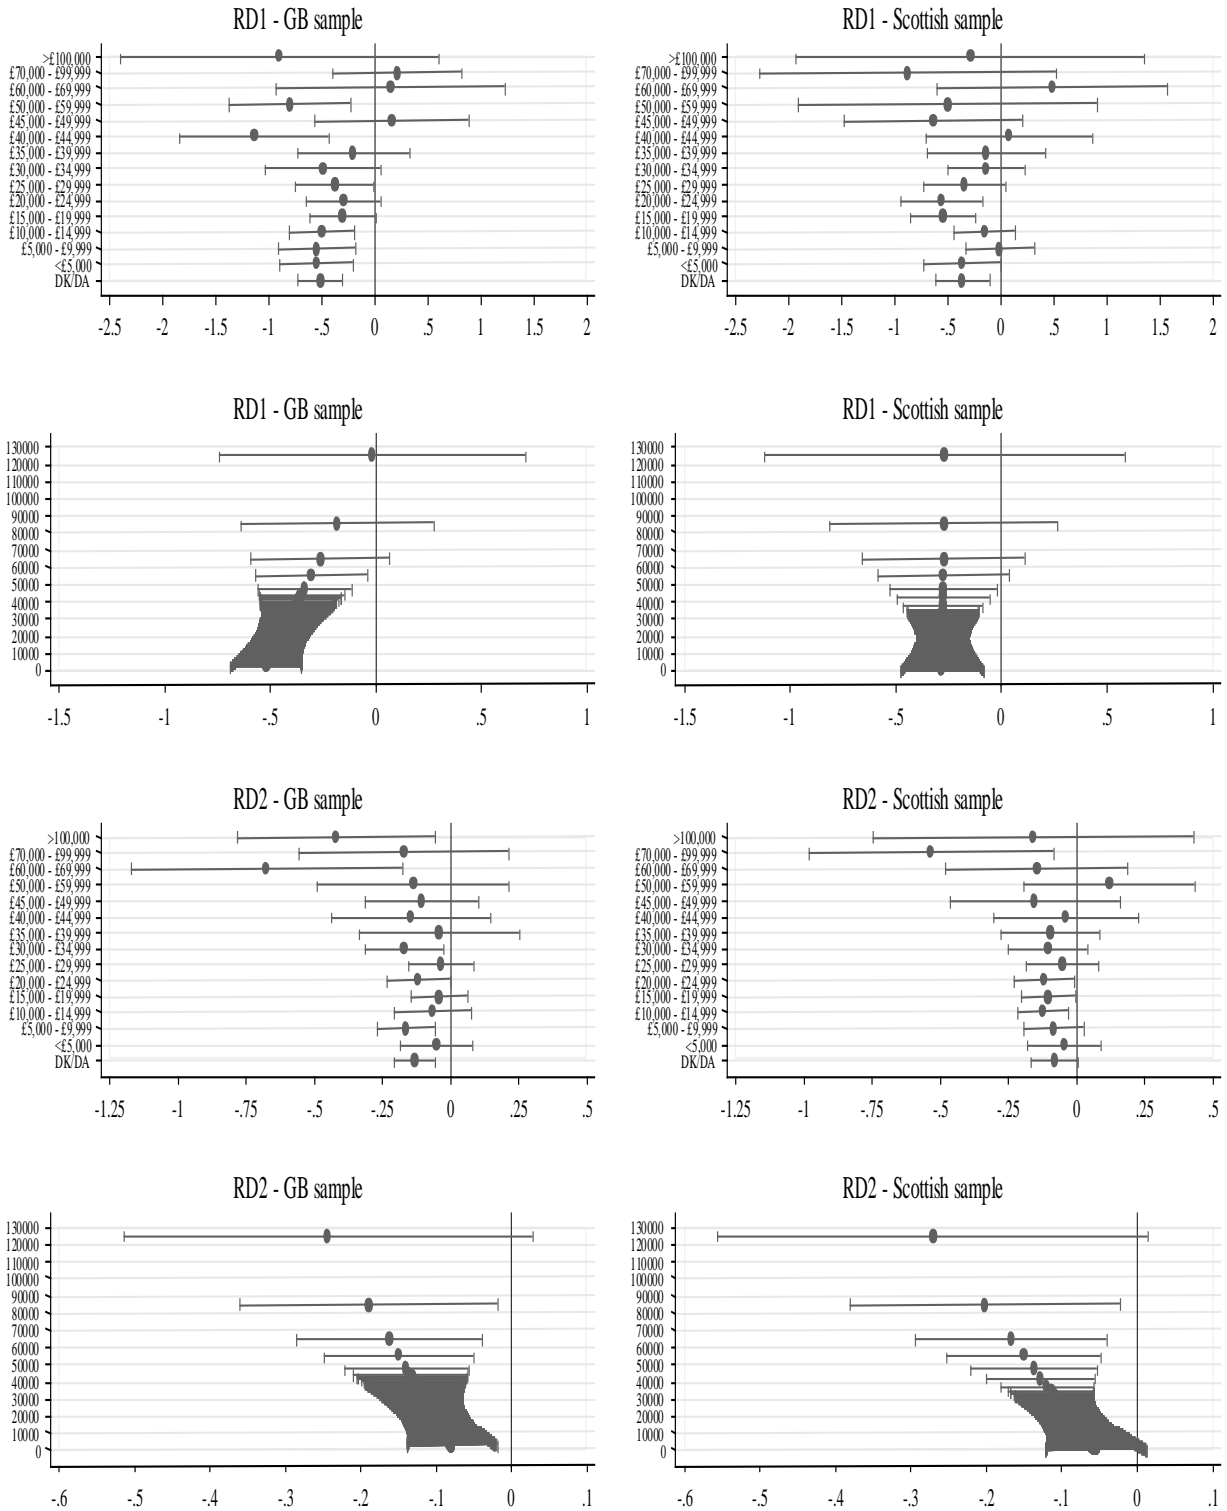 RD1 - GB sample
>£100,000
£70,000 - £99,999
£60,000 - £69,999
£50,000 - £59,999
£45,000 - £49,999
£40,000 - £44,999
£35,000 - £39,999
£30,000 - £34,999
£25,000 - £29,999
£20,000 - £24,999
£15,000 - £19,999
£10,000 - £14,999
£5,000 - £9,999
<£5,000
DK/DA
-2.5 -2 -1.5 -1 -.5 0 .5 1 1.5 2
RD1 - Scottish sample
>£100,000
£70,000 - £99,999
£60,000 - £69,999
£50,000 - £59,999
£45,000 - £49,999
£40,000 - £44,999
£35,000 - £39,999
£30,000 - £34,999
£25,000 - £29,999
£20,000 - £24,999
£15,000 - £19,999
£10,000 - £14,999
£5,000 - £9,999
<£5,000
DK/DA
-2.5 -2 -1.5 -1 -.5 0 .5 1 1.5 2
RD1 - GB sample
130000
120000
110000
100000
90000
80000
70000
60000
50000
40000
30000
20000
10000
0
-1.5 -1 -.5 0 .5 1
RD1 - Scottish sample
130000
120000
110000
100000
90000
80000
70000
60000
50000
40000
30000
20000
10000
0
-1.5 -1 -.5 0 .5 1
RD2 - GB sample
>100,000
£70,000 - £99,999
£60,000 - £69,999
£50,000 - £59,999
£45,000 - £49,999
£40,000 - £44,999
£35,000 - £39,999
£30,000 - £34,999
£25,000 - £29,999
£20,000 - £24,999
£15,000 - £19,999
£10,000 - £14,999
£5,000 - £9,999
<£5,000
DK/DA
-1.25 -1 -.75 -.5 -.25 0 .25 .5
RD2 - Scottish sample
>100,000
£70,000 - £99,999
£60,000 - £69,999
£50,000 - £59,999
£45,000 - £49,999
£40,000 - £44,999
£35,000 - £39,999
£30,000 - £34,999
£25,000 - £29,999
£20,000 - £24,999
£15,000 - £19,999
£10,000 - £14,999
£5,000 - £9,999
<5,000
DK/DA
-1.25 -1 -.75 -.5 -.25 0 .25 .5
RD2 - GB sample
130000
120000
110000
100000
90000
80000
70000
60000
50000
40000
30000
20000
10000
0
-.6 -.5 -.4 -.3 -.2 -.1 0 .1
RD2 - Scottish sample
130000
120000
110000
100000
90000
80000
70000
60000
50000
40000
30000
20000
10000
0
-.6 -.5 -.4 -.3 -.2 -.1 0 .1